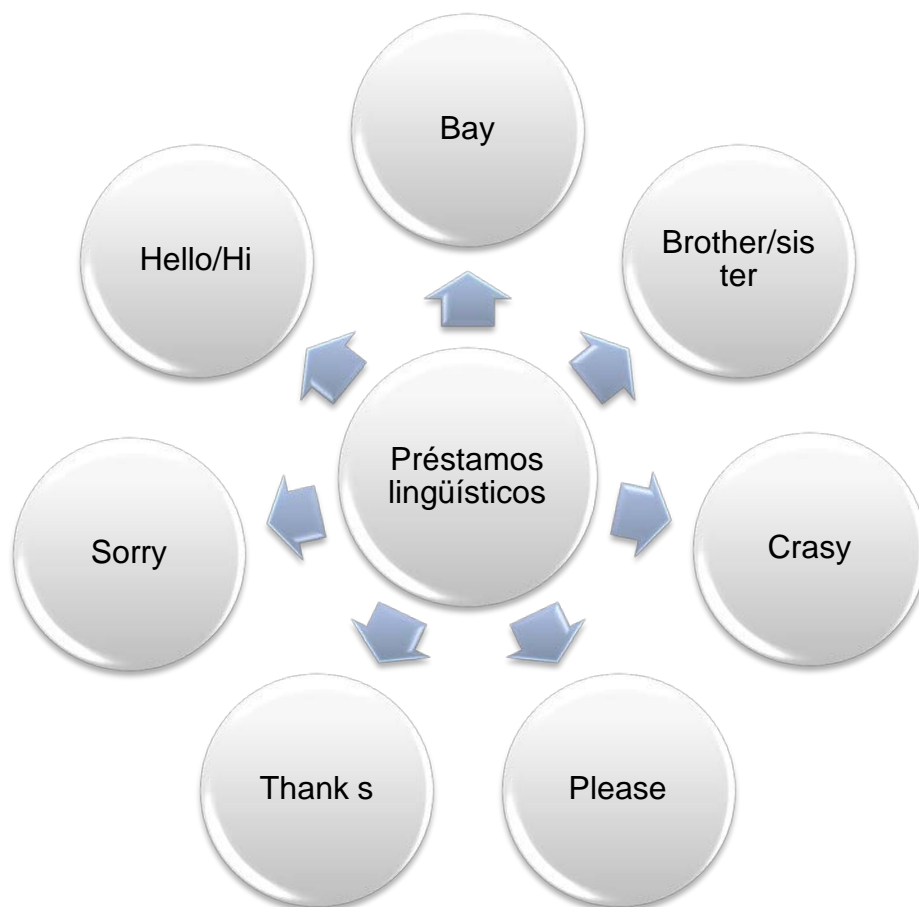 Bay
Hello/Hi
Brother/sis
ter
Préstamos
lingüísticos
Sorry
Crasy
Thank s
Please